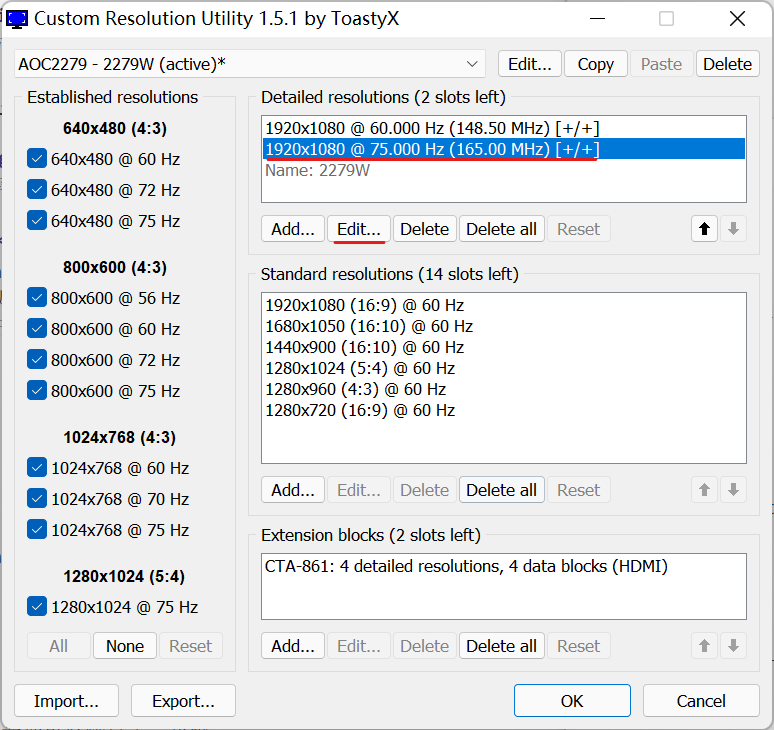 Custom Resolution Utility 1.5.1 by ToastyX
AOC2279 - 2279W (active)*
Edit...
Copy
Paste
Delete
Established resolutions
640x480 (4:3)
640x480 @ 60 Hz
640x480 @ 72 Hz
640x480 @ 75 Hz
800x600 (4:3)
800x600 @ 56 Hz
800x600 @ 60 Hz
800x600 @ 72 Hz
800x600 @ 75 Hz
1024x768 (4:3)
1024x768 @ 60 Hz
1024x768 @ 70 Hz
1024x768 @ 75 Hz
1280x1024 (5:4)
1280x1024 @ 75 Hz
All
None
Reset
Detailed resolutions (2 slots left)
1920x1080 @ 60.000 Hz (148.50 MHz) [+/+]
1920x1080 @ 75.000 Hz (165.00 MHz) [+/+]
Name: 2279W
Add...
Edit...
Delete
Delete all
Reset
Standard resolutions (14 slots left)
1920x1080 (16:9) @ 60 Hz
1680x1050 (16:10) @ 60 Hz
1440x900 (16:10) @ 60 Hz
1280x1024 (5:4) @ 60 Hz
1280x960 (4:3) @ 60 Hz
1280x720 (16:9) @ 60 Hz
Add...
Edit...
Delete
Delete all
Reset
Extension blocks (2 slots left)
CTA-861: 4 detailed resolutions, 4 data blocks (HDMI)
Add...
Edit...
Delete
Delete all
Reset
Import...
Export...
OK
Cancel